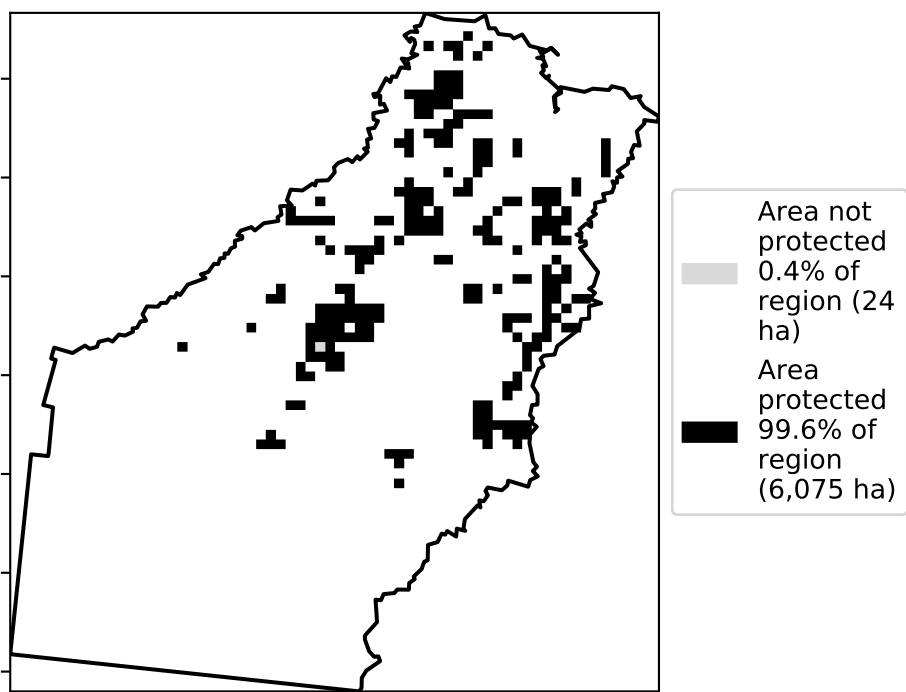 Area not
protected
0.4% of
region (24
ha)
Area
protected
99.6% of
region
(6,075 ha)